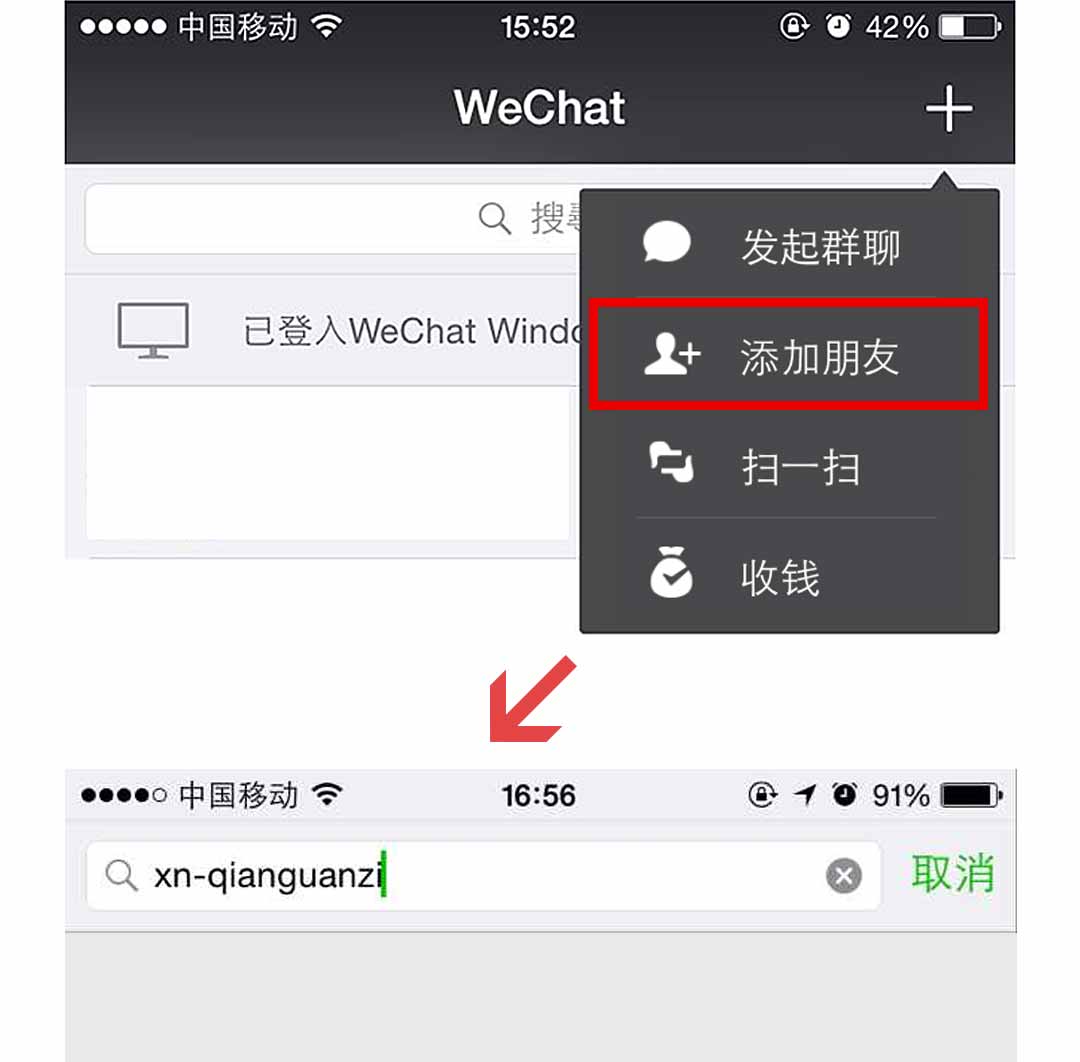 中国移动 15:52 42%
WeChat
搜
发起群聊
已登入WeChat Windo
添加朋友
扫一扫
收钱
中国移动 16:56 91%
xn-qianguanzi 取消